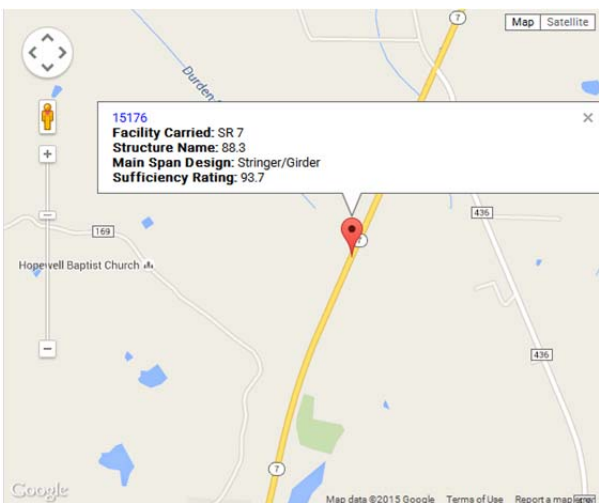 7
Map Satellite
Durden
15176
Facility Carried: SR 7
Structure Name: 88.3
Main Span Design: Stringer/Girder
Sufficiency Rating: 93.7
436
169
7
Hopewell Baptist Church
436
7
Google
Map data ©2015 Google Terms of Use Report a map error